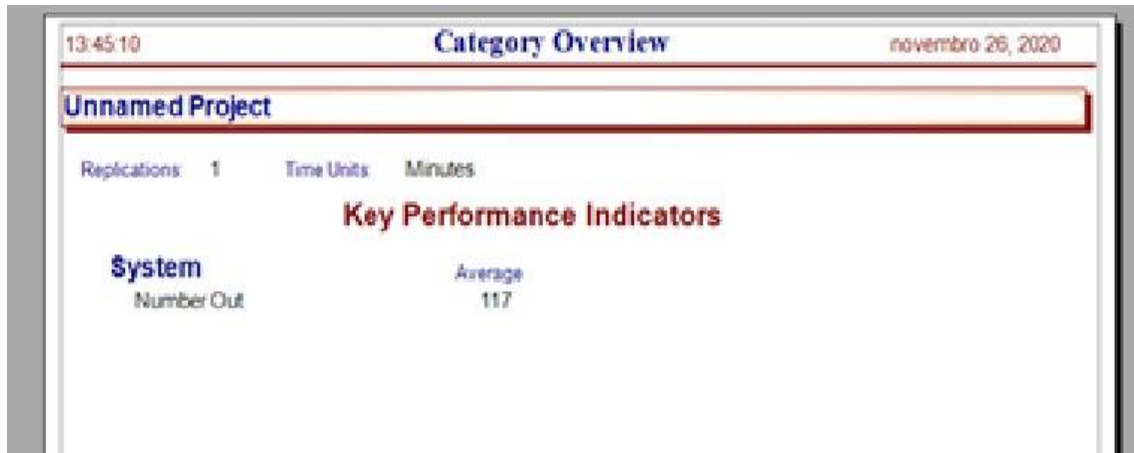 13:45:10 Category Overview novembro 26, 2020
Unnamed Project
Replications: 1 Time Units: Minutes
Key Performance Indicators
System Average
Number Out 117